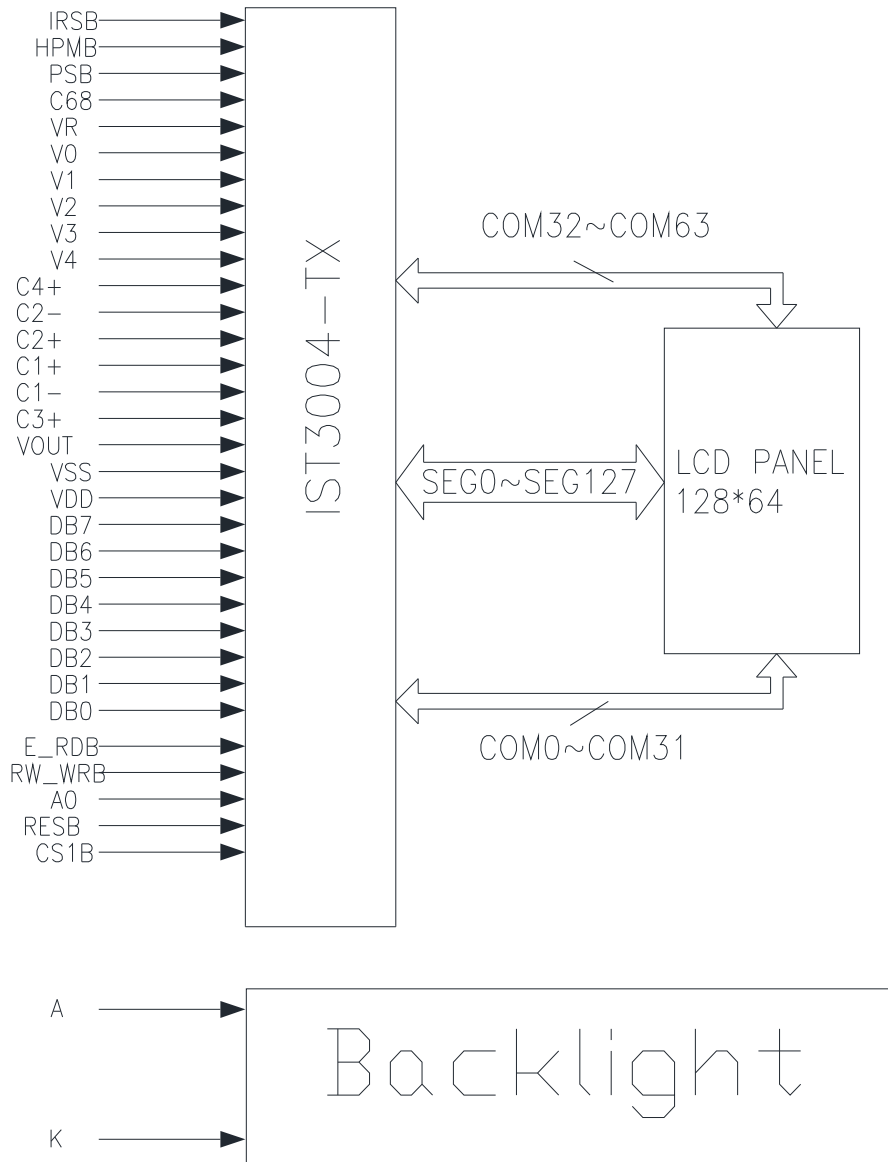 IRSB
HPMB
PSB
C68
VR
V0
V1
V2
V3
V4
C4+
C2-
C2+
C1+
C1-
C3+
VOUT
VSS
VDD
DB7
DB6
DB5
DB4
DB3
DB2
DB1
DB0
E_RDB
RW_WRB
A0
RESB
CS1B
IST3004-TX
COM32~COM63
SEG0~SEG127
LCD PANEL
128*64
COM0~COM31
A
K
Backlight